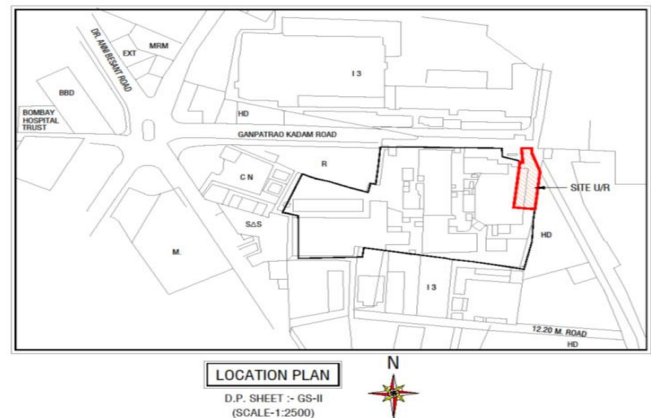 MRM
EXT
DR. ANNI BESANT ROAD
I 3
BBD
BOMBAY
HOSPITAL
TRUST
HD
GANPATRAO KADAM ROAD
R
C N
SITE U/R
S∆S
HD
M.
I 3
12.20 M. ROAD
HD
LOCATION PLAN
N
D.P. SHEET :- GS-II
(SCALE-1:2500)